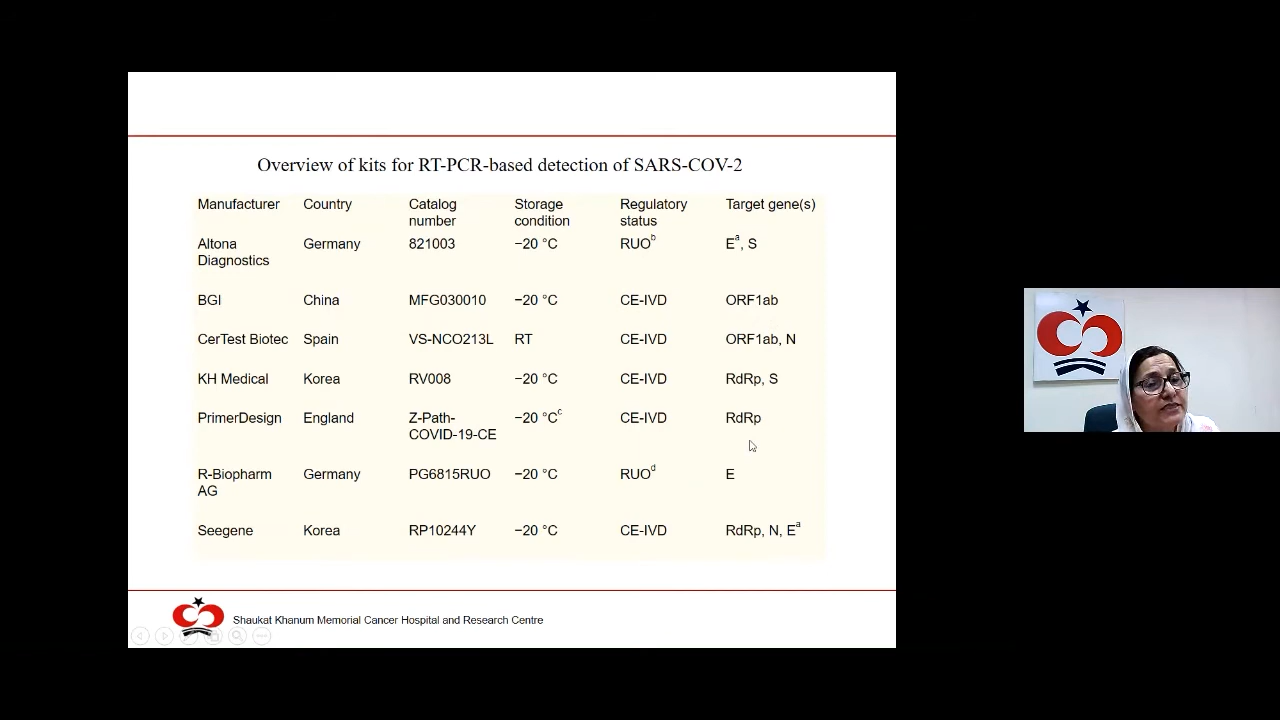 Overview of kits for RT-PCR-based detection of SARS-COV-2
Manufacturer Country Catalog number Storage condition Regulatory status Target gene(s)
Altona Diagnostics Germany 821003 −20 °C RUOb Ea, S
BGI China MFG030010 −20 °C CE-IVD ORF1ab
CerTest Biotec Spain VS-NCO213L RT CE-IVD ORF1ab, N
KH Medical Korea RV008 −20 °C CE-IVD RdRp, S
PrimerDesign England Z-Path-COVID-19-CE −20 °Cc CE-IVD RdRp
R-Biopharm AG Germany PG6815RUO −20 °C RUOd E
Seegene Korea RP10244Y −20 °C CE-IVD RdRp, N, Ea
Shaukat Khanum Memorial Cancer Hospital and Research Centre